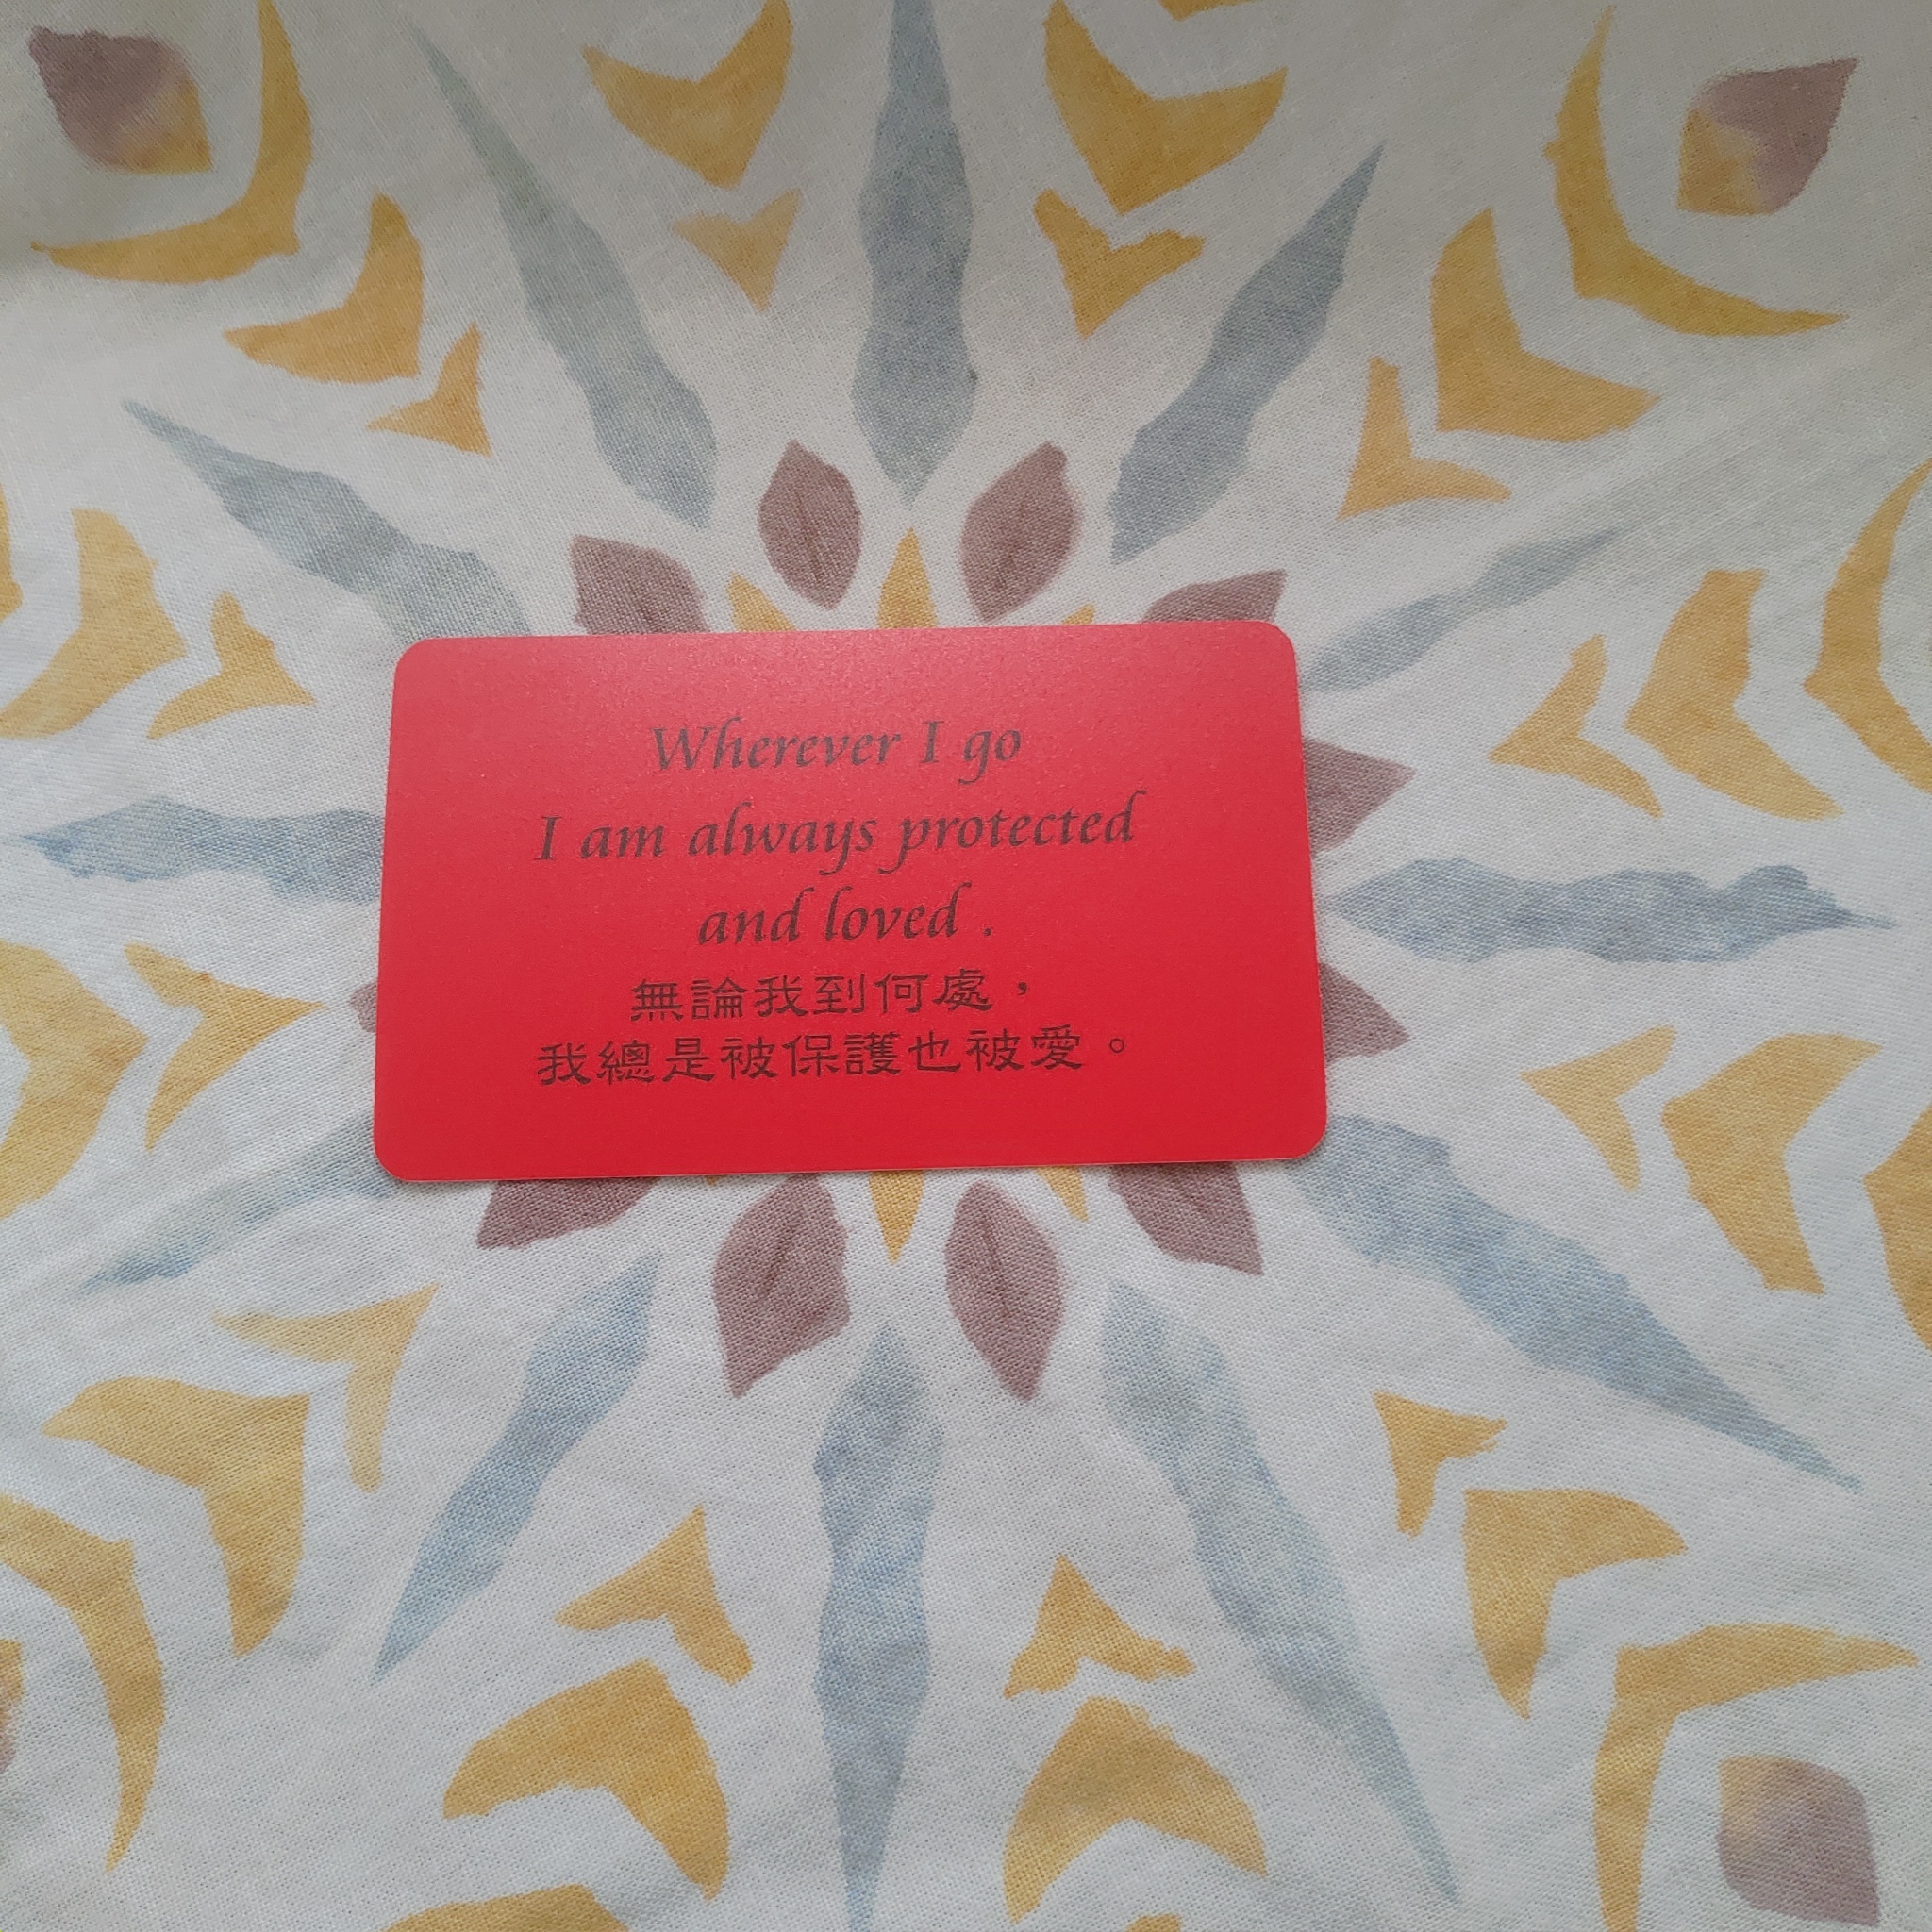 Wherever I go
I am always protected
and loved .
無論我到何處，
我總是被保護也被愛。